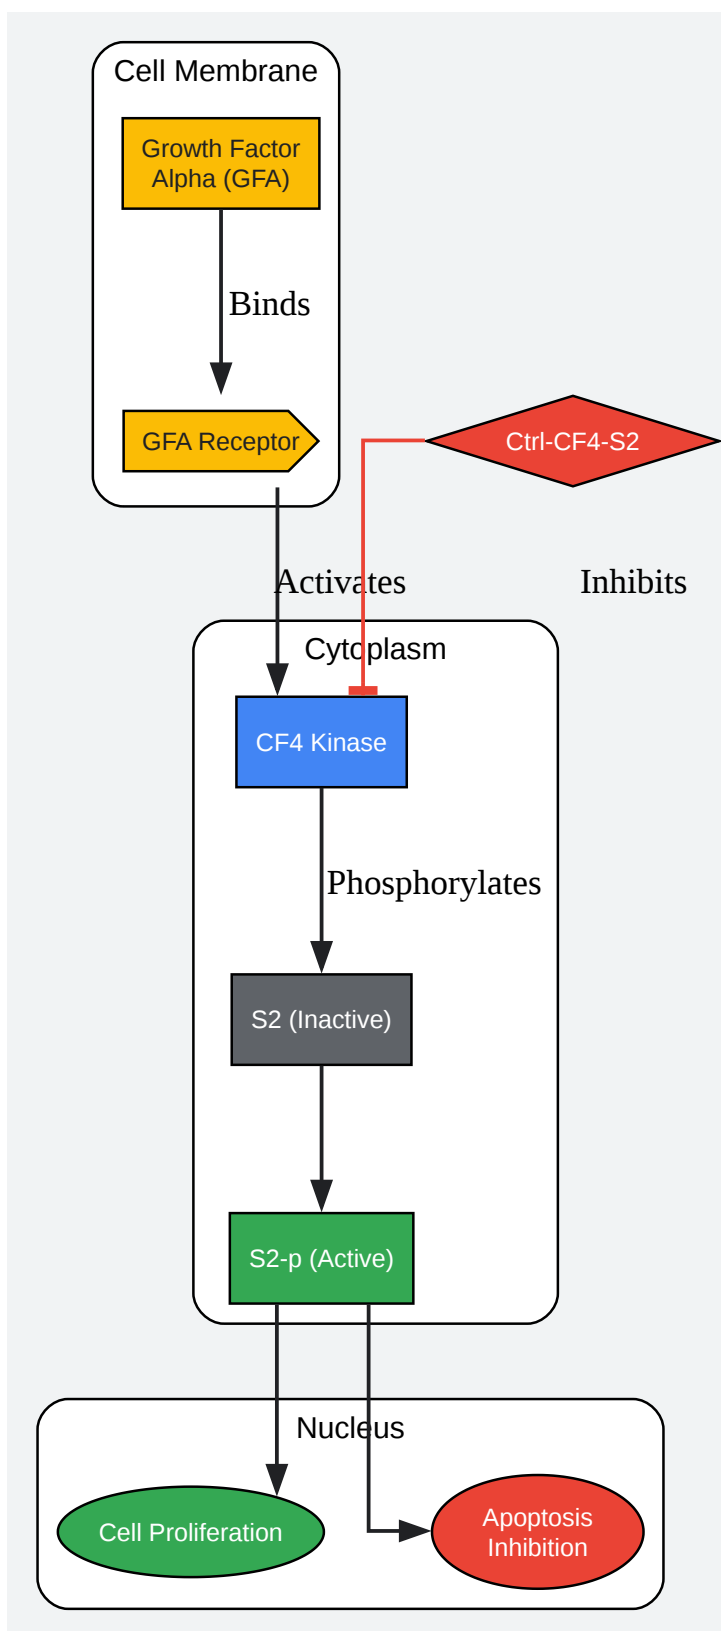 Cell Membrane
Growth Factor
Alpha (GFA)
Binds
GFA Receptor
Ctrl-CF4-S2
Activates
Inhibits
Cytoplasm
CF4 Kinase
Phosphorylates
S2 (Inactive)
S2-p (Active)
Nucleus
Cell Proliferation
Apoptosis
Inhibition